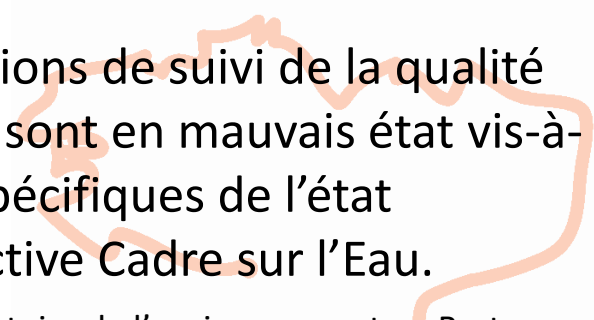 ions de suivi de la qualité
sont en mauvais état vis-à-
pécifiques de l’état
ctive Cadre sur l’Eau.